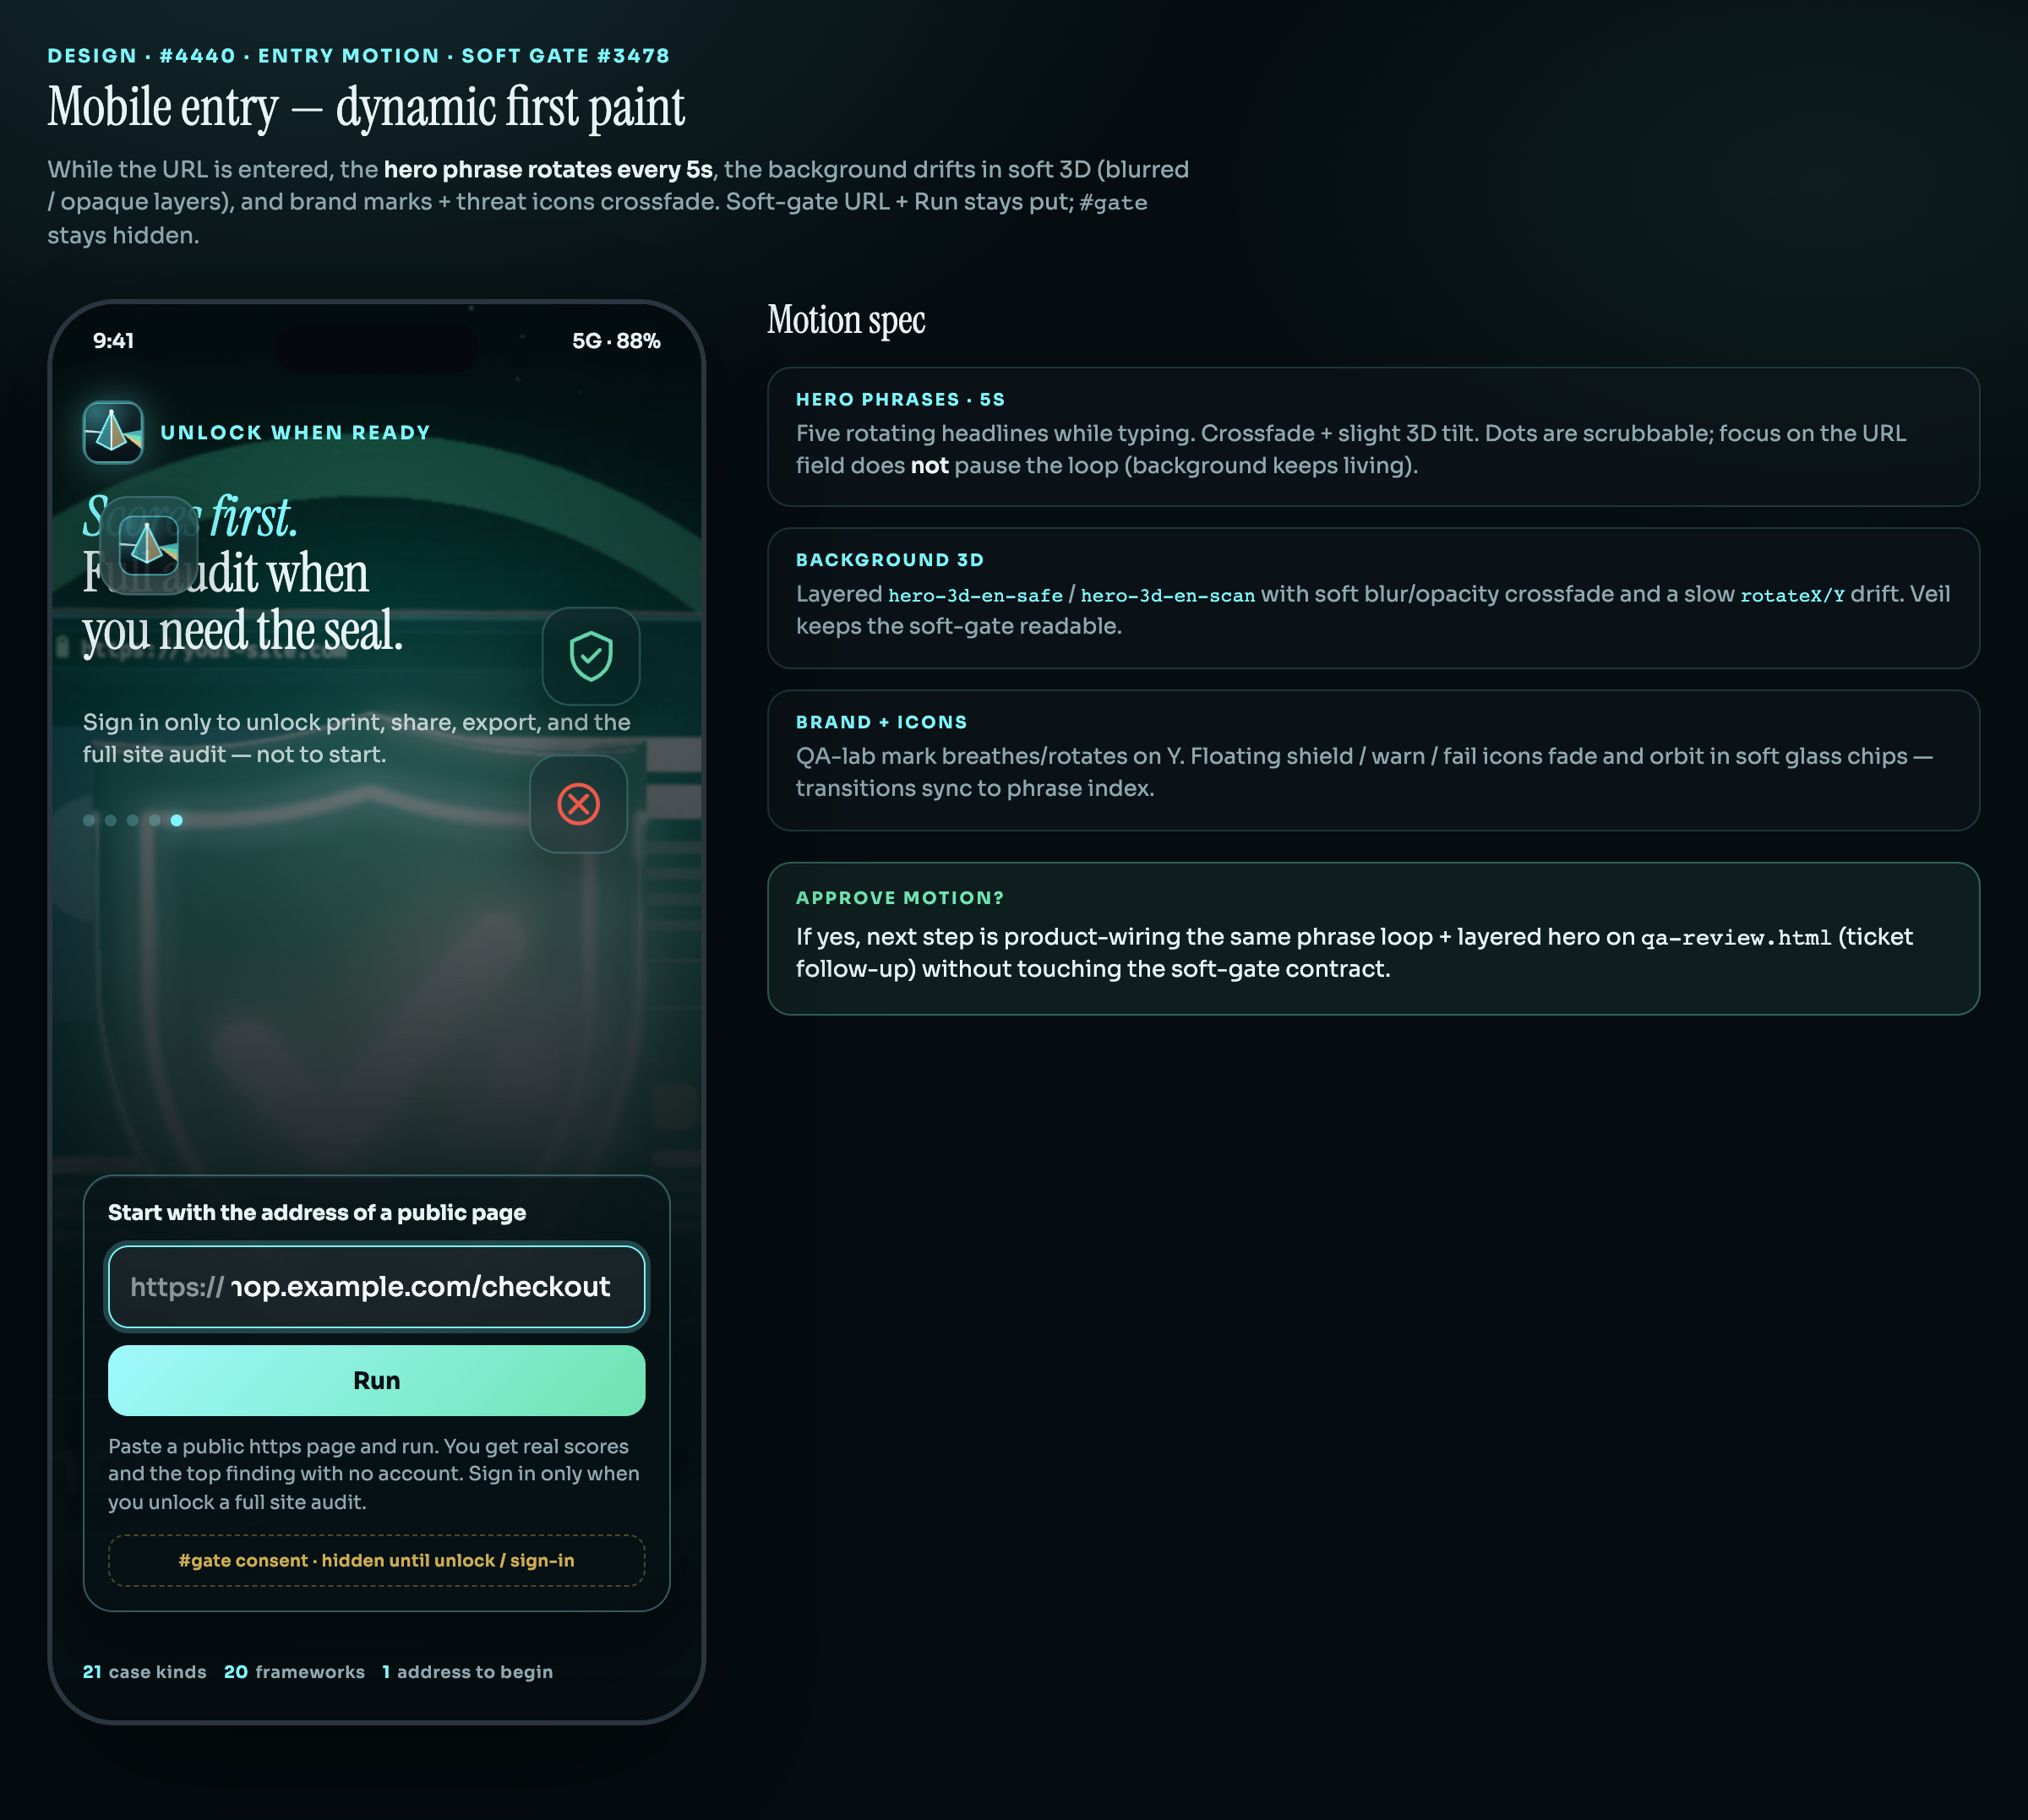 DESIGN · #4440 · ENTRY MOTION · SOFT GATE #3478
Mobile entry — dynamic first paint
While the URL is entered, the hero phrase rotates every 5s, the background drifts in soft 3D (blurred
/ opaque layers), and brand marks + threat icons crossfade. Soft-gate URL + Run stays put; #gate
stays hidden.
9:41
5G · 88%
UNLOCK WHEN READY
Scores first.
Full audit when
you need the seal.
https://your-site.com
Sign in only to unlock print, share, export, and the
full site audit — not to start.
Start with the address of a public page
https:// hop.example.com/checkout
Run
Paste a public https page and run. You get real scores
and the top finding with no account. Sign in only when
you unlock a full site audit.
#gate consent · hidden until unlock / sign-in
21 case kinds 20 frameworks 1 address to begin
Motion spec
HERO PHRASES · 5S
Five rotating headlines while typing. Crossfade + slight 3D tilt. Dots are scrubbable; focus on the URL
field does not pause the loop (background keeps living).
BACKGROUND 3D
Layered hero-3d-en-safe / hero-3d-en-scan with soft blur/opacity crossfade and a slow rotateX/Y drift. Veil
keeps the soft-gate readable.
BRAND + ICONS
QA-lab mark breathes/rotates on Y. Floating shield / warn / fail icons fade and orbit in soft glass chips —
transitions sync to phrase index.
APPROVE MOTION?
If yes, next step is product-wiring the same phrase loop + layered hero on qa-review.html (ticket
follow-up) without touching the soft-gate contract.